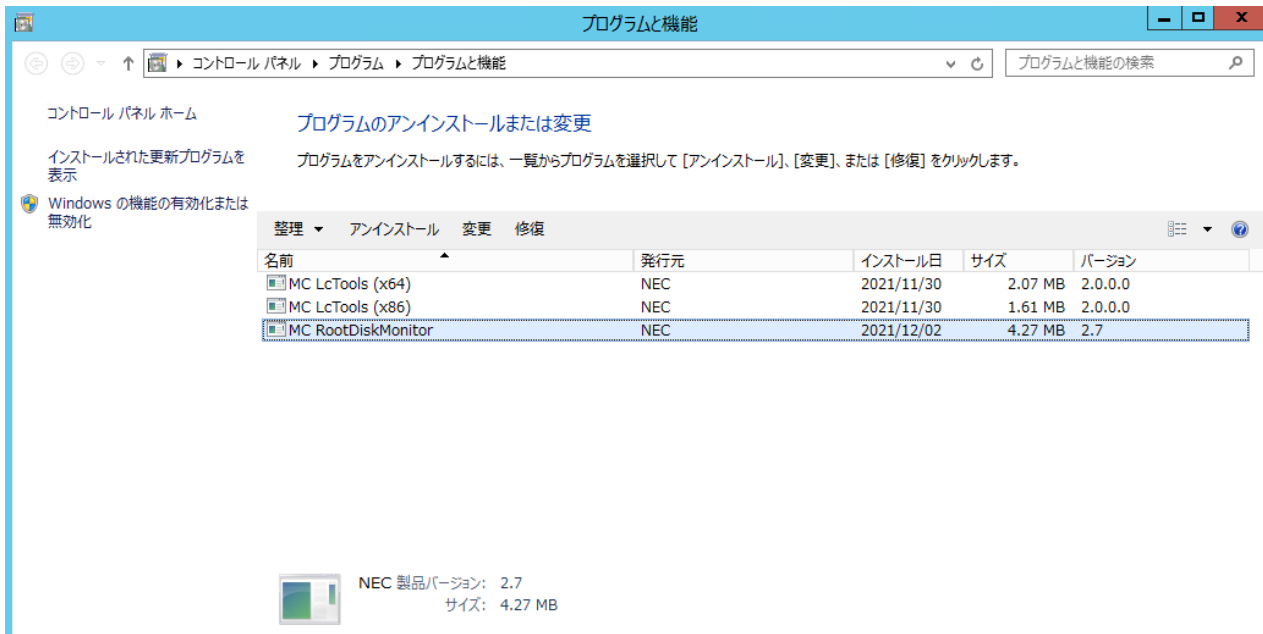 プログラムと機能
コントロール パネル プログラム プログラムと機能 プログラムと機能の検索
コントロール パネル ホーム
インストールされた更新プログラムを
表示
Windows の機能の有効化または
無効化
プログラムのアンインストールまたは変更
プログラムをアンインストールするには、一覧からプログラムを選択して [アンインストール]、[変更]、または [修復] をクリックします。
整理 アンインストール 変更 修復
名前 発行元 インストール日 サイズ バージョン
MC LcTools (x64) NEC 2021/11/30 2.07 MB 2.0.0.0
MC LcTools (x86) NEC 2021/11/30 1.61 MB 2.0.0.0
MC RootDiskMonitor NEC 2021/12/02 4.27 MB 2.7
NEC 製品バージョン: 2.7
サイズ: 4.27 MB